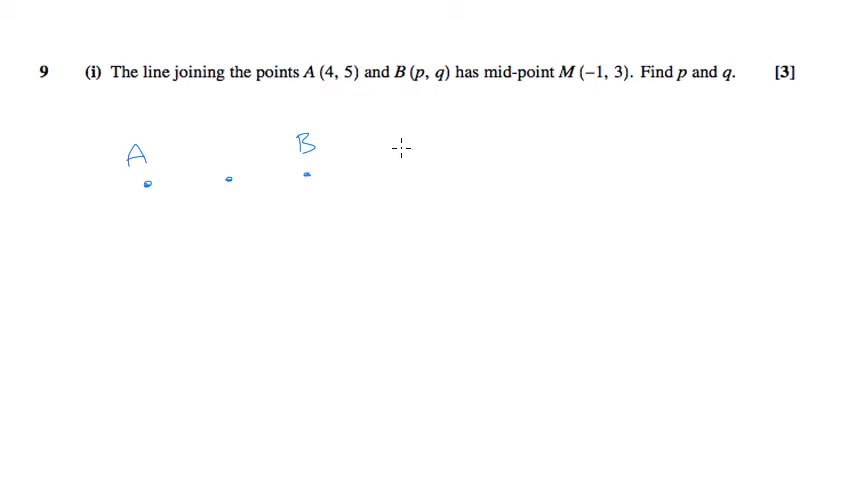 9 (i) The line joining the points A (4, 5) and B (p, q) has mid-point M (−1, 3). Find p and q. [3]
A B